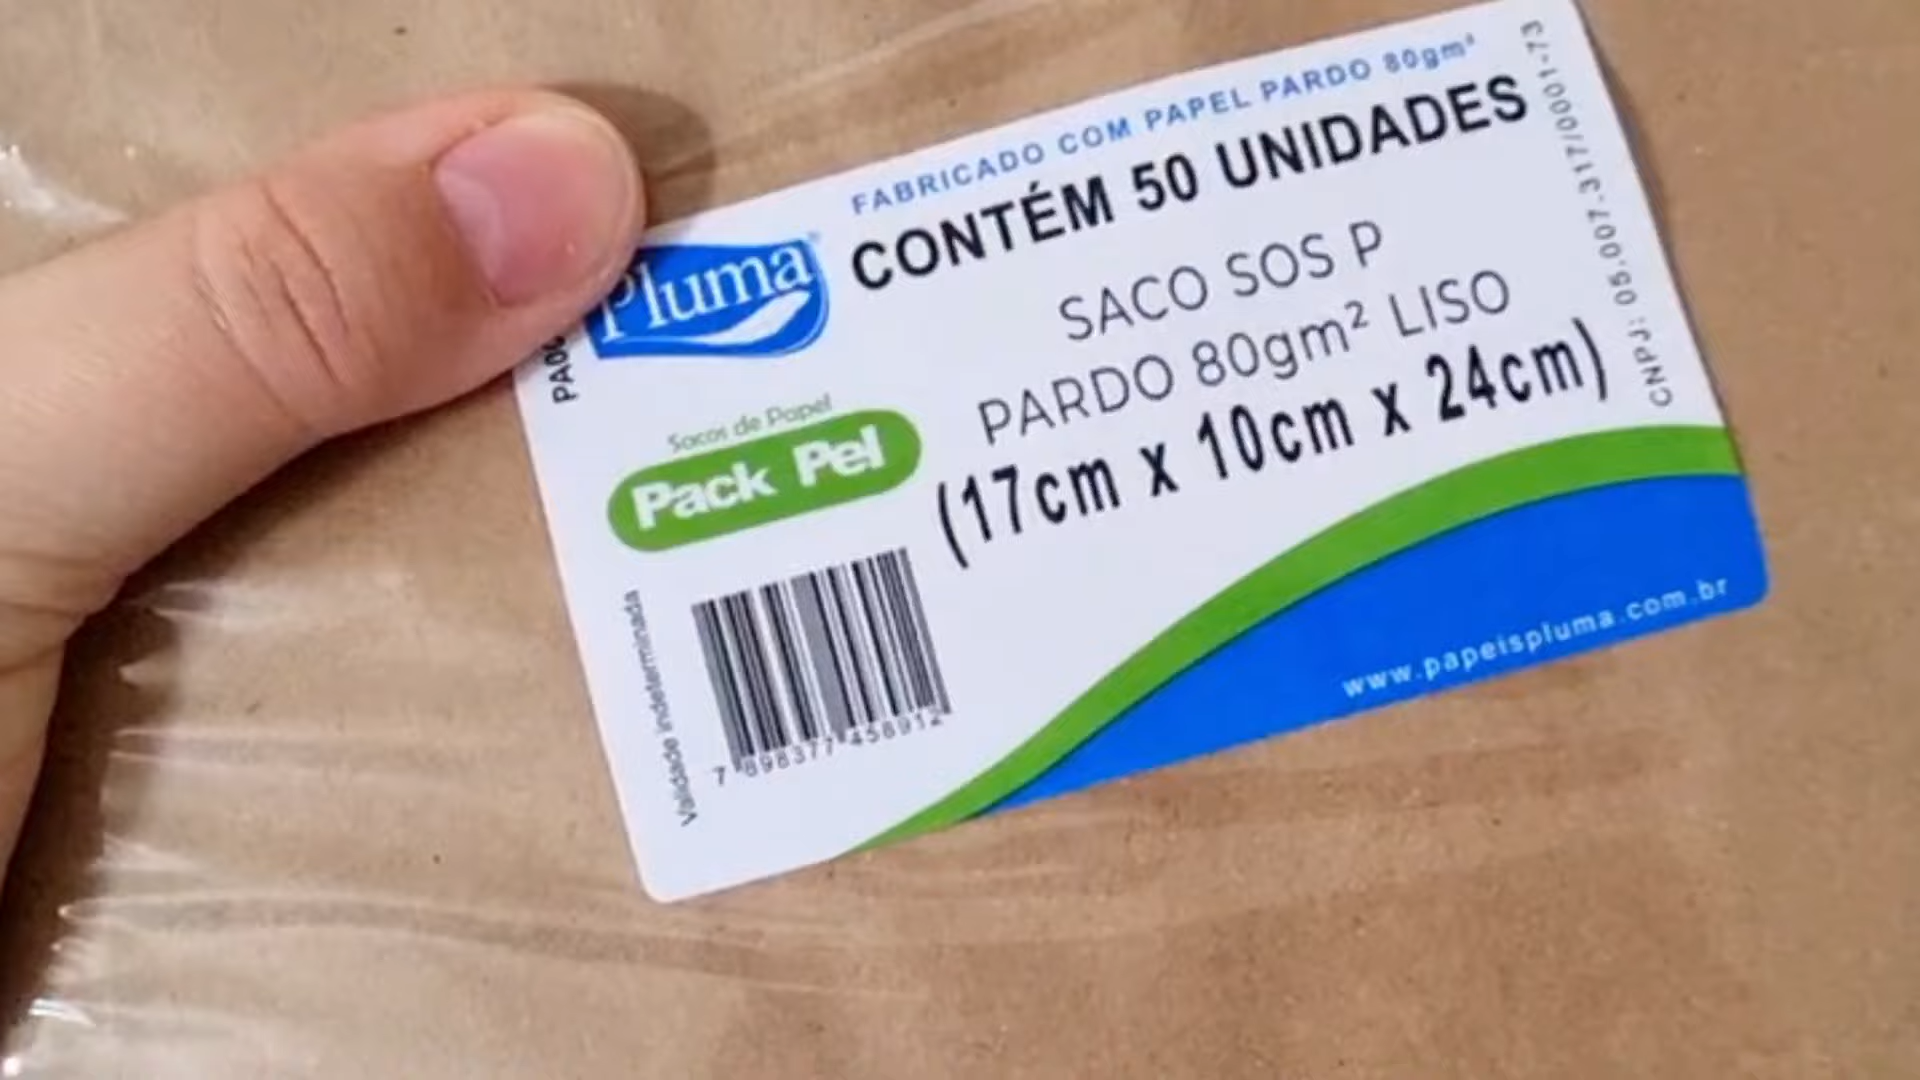 FABRICADO COM PAPEL PARDO 80gm²
CONTÉM 50 UNIDADES
Pluma
SACO SOS P
PARDO 80gm² LISO
(17cm x 10cm x 24cm)
Sacos de Papel
Pack Pel
CNPJ: 05.007.317/0001-73
Validade Indeterminada
7 898377 458912
www.papeispluma.com.br